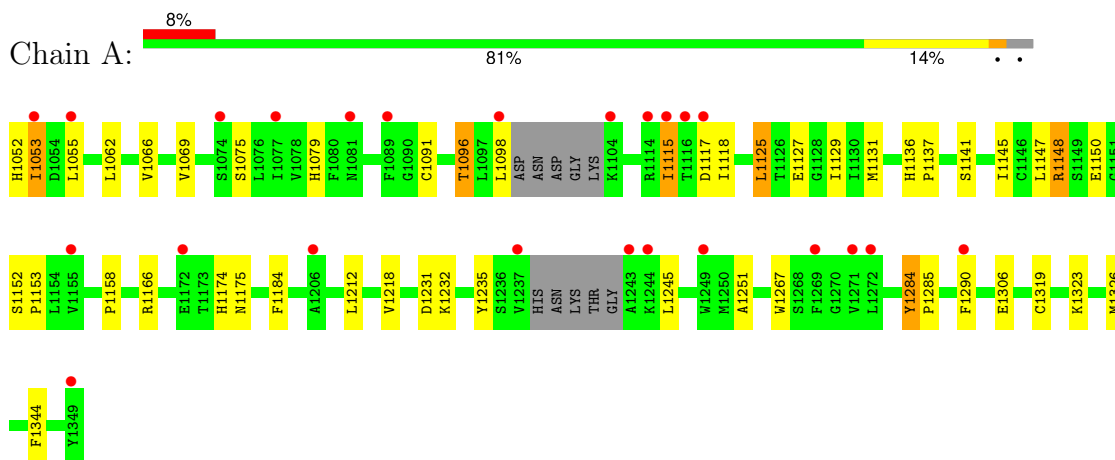 8%
Chain A:
81% 14% • •
H1052 I1053 D1054 L1055 L1062 V1066 V1069 S1074 S1075 L1076 I1077 V1078 H1079 F1080 N1081 F1089 G1090 C1091 T1096 L1097 L1098 ASP ASN ASP GLY LYS K1104 R1114 I1115 T1116 D1117 I1118 L1125 T1126 E1127 G1128 I1129 I1130 M1131 H1136 P1137 S1141 I1145 C1146 L1147 R1148 S1149 E1150 C1151
S1152 P1153 L1154 V1155 P1158 R1166 E1172 T1173 H1174 N1175 F1184 A1206 L1212 V1218 D1231 K1232 Y1235 S1236 V1237 HIS ASN LYS THR GLY A1243 K1244 L1245 W1249 M1250 A1251 W1267 S1268 F1269 G1270 V1271 L1272 Y1284 P1285 F1290 E1306 C1319 K1323 M1326
F1344 Y1349